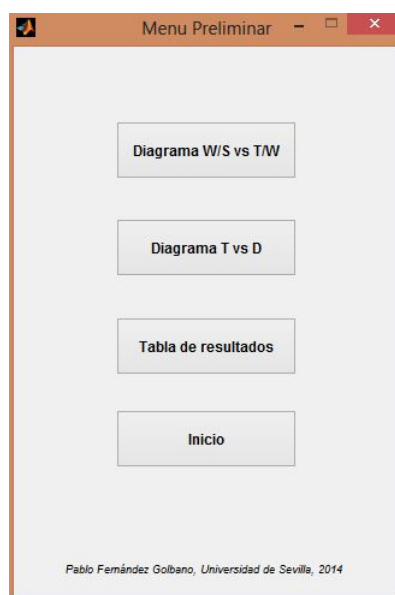 Menu Preliminar
Diagrama W/S vs T/W
Diagrama T vs D
Tabla de resultados
Inicio
Pablo Fernández Golbano, Universidad de Sevilla, 2014